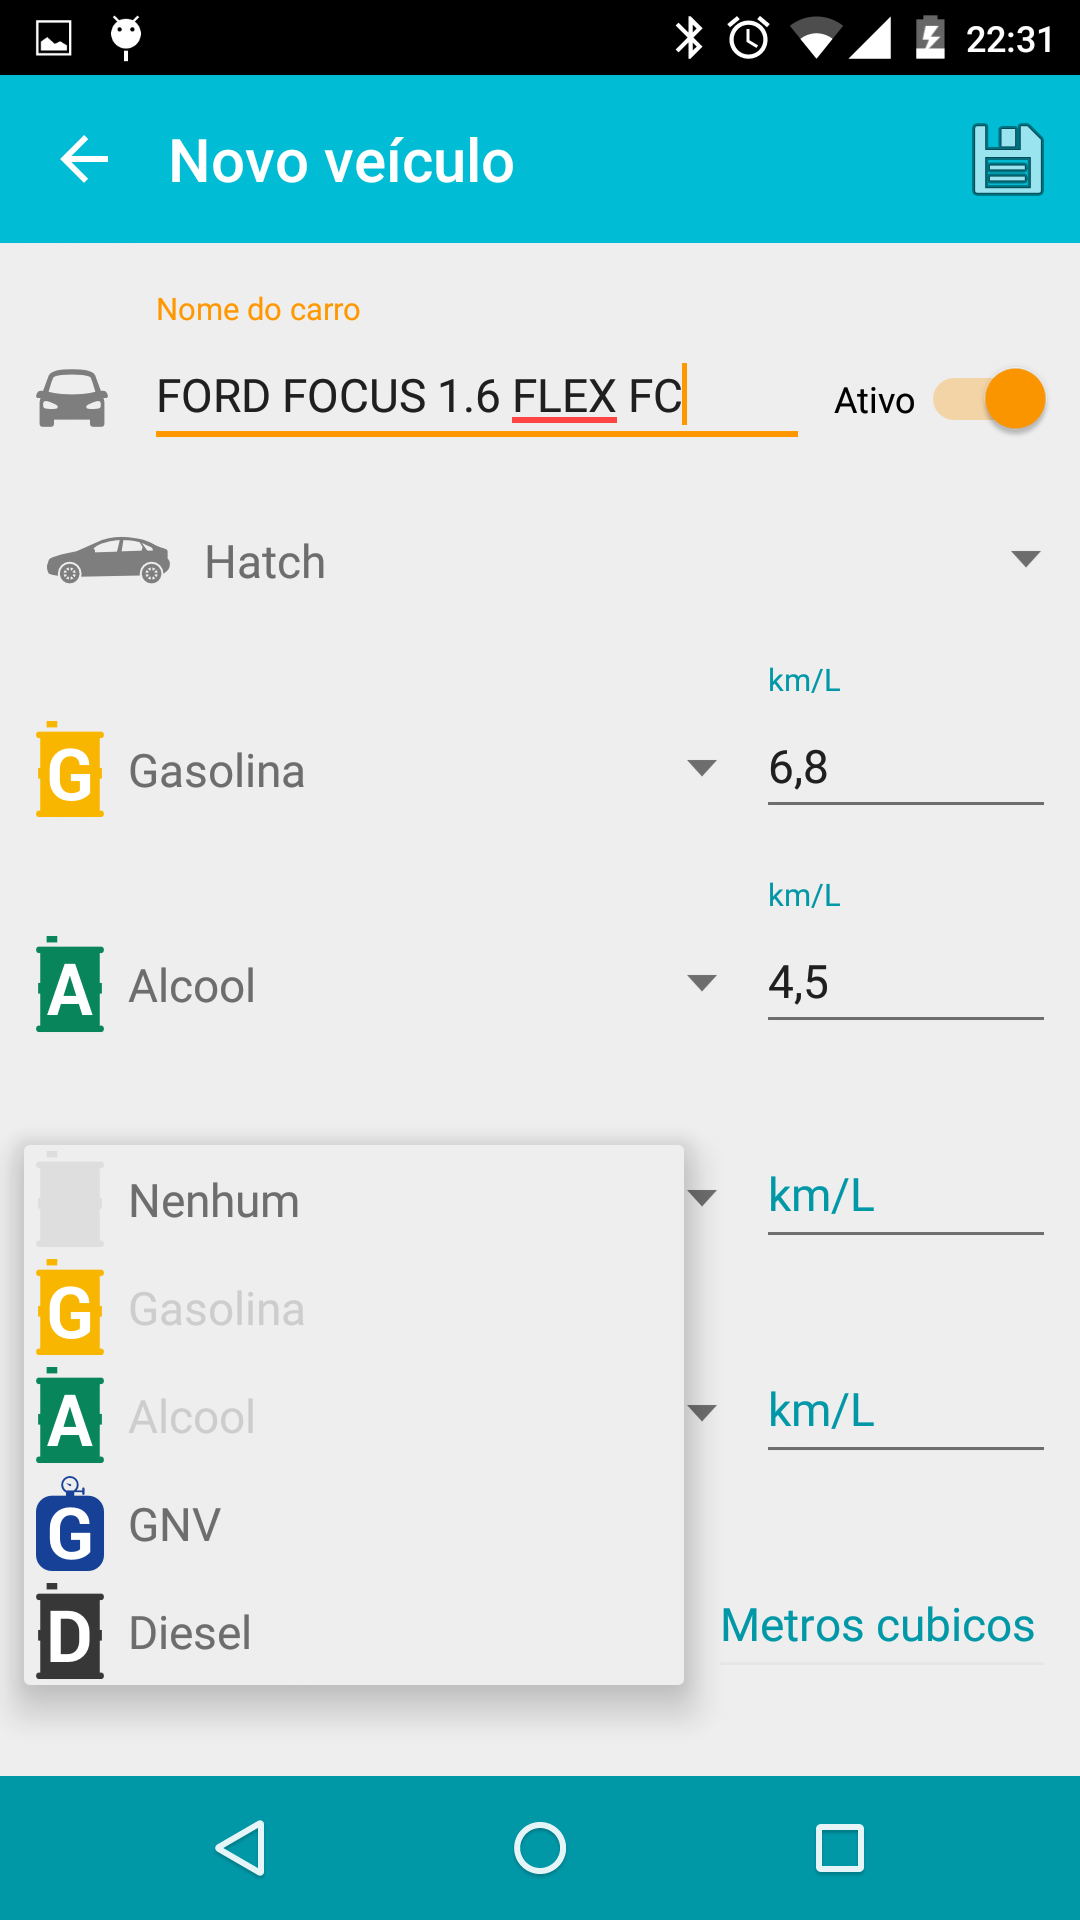 22:31
Novo veículo
Nome do carro
FORD FOCUS 1.6 FLEX FC
Ativo
Hatch
km/L
G Gasolina 6,8
km/L
A Alcool 4,5
Nenhum km/L
G Gasolina
A Alcool km/L
G GNV
D Diesel Metros cubicos